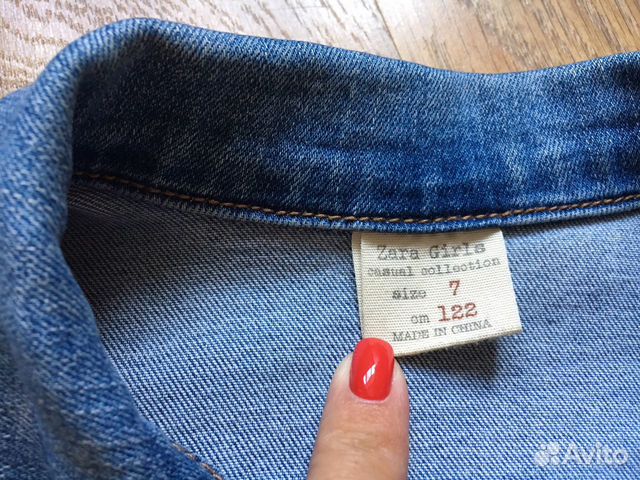 Zara Girls
casual collection
size 7
cm 122
MADE IN CHINA
Avito